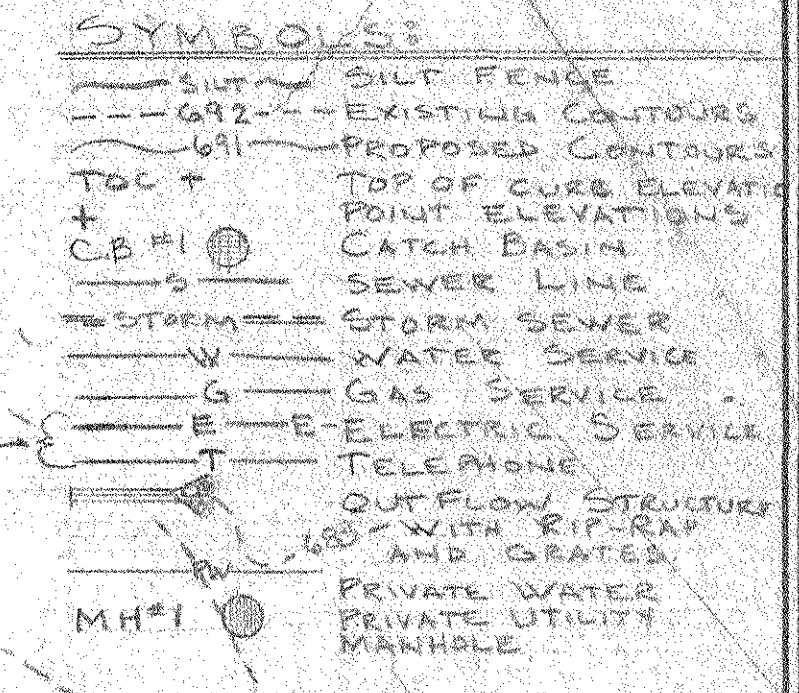 SYMBOLS:
SILT SILT FENCE
692 EXISTING CONTOURS
691 PROPOSED CONTOURS
TOC + TOP OF CURB ELEVATIO
+ POINT ELEVATIONS
C.B #1 CATCH BASIN
S SEWER LINE
STORM STORM SEWER
W WATER SERVICE
G GAS SERVICE
E E ELECTRIC SERVICE
T TELEPHONE
OUTFLOW STRUCTURE
685 WITH RIP-RAP
AND GRATES.
PW PRIVATE WATER
MH#1 PRIVATE UTILITY
MANHOLE